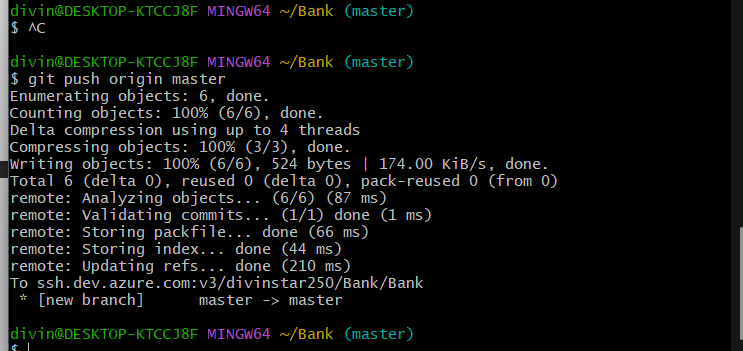 divin@DESKTOP-KTCCJ8F MINGW64 ~/Bank (master)
$ ^C
divin@DESKTOP-KTCCJ8F MINGW64 ~/Bank (master)
$ git push origin master
Enumerating objects: 6, done.
Counting objects: 100% (6/6), done.
Delta compression using up to 4 threads
Compressing objects: 100% (3/3), done.
Writing objects: 100% (6/6), 524 bytes | 174.00 KiB/s, done.
Total 6 (delta 0), reused 0 (delta 0), pack-reused 0 (from 0)
remote: Analyzing objects... (6/6) (87 ms)
remote: Validating commits... (1/1) done (1 ms)
remote: Storing packfile... done (66 ms)
remote: Storing index... done (44 ms)
remote: Updating refs... done (210 ms)
To ssh.dev.azure.com:v3/divinstar250/Bank/Bank
 * [new branch]      master -> master
divin@DESKTOP-KTCCJ8F MINGW64 ~/Bank (master)
$